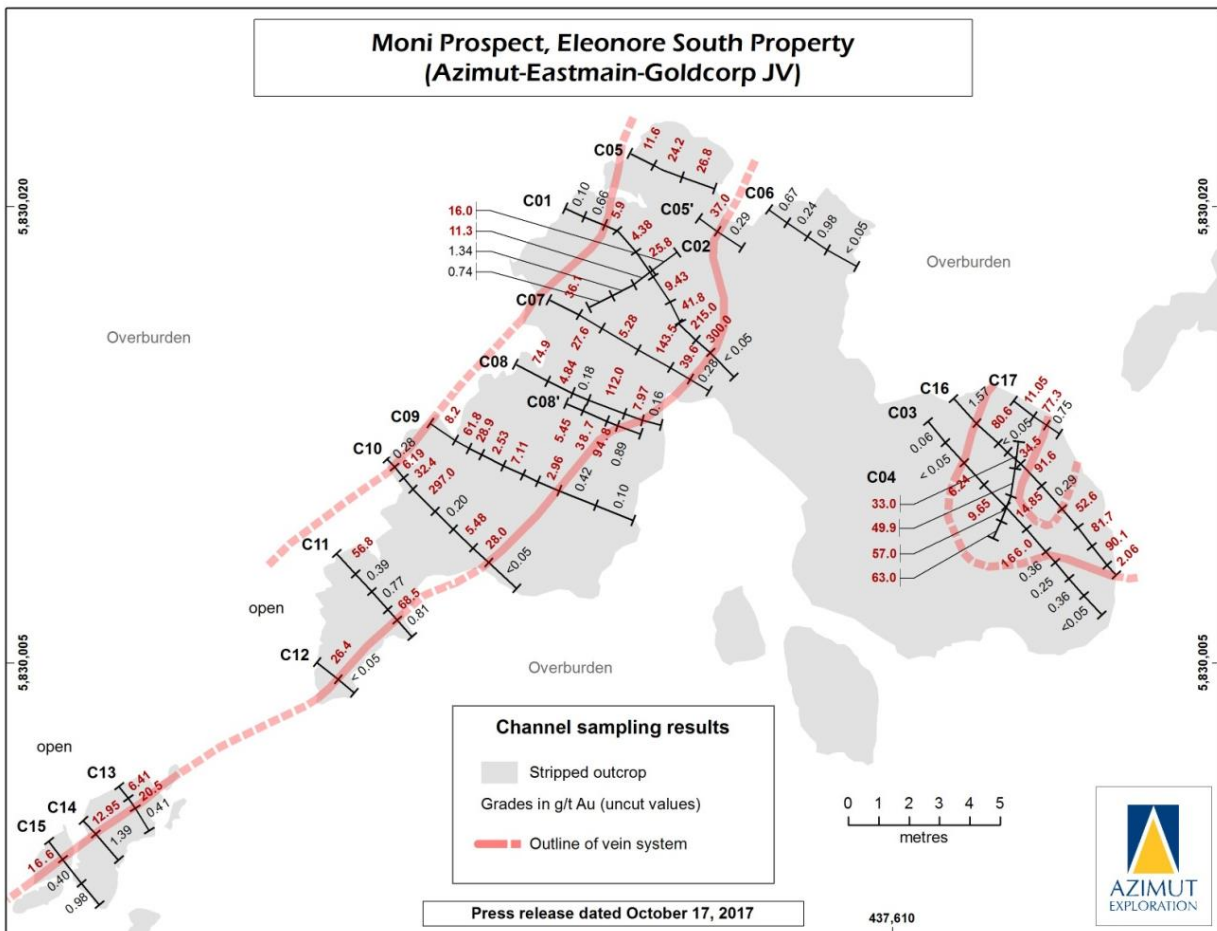 Moni Prospect, Eleonore South Property
(Azimut-Eastmain-Goldcorp JV)
5,830,020
5,830,020
C05
11.6
24.2
26.8
C01
0.10
0.66
5.9
C05'
37.0
0.29
C06
0.67
0.24
0.98
< 0.05
16.0
11.3
1.34
0.74
4.38
25.8
C02
9.43
41.8
215.0
300.0
< 0.05
Overburden
Overburden
C07
36.1
27.6
5.28
143.5
39.6
0.28
C08
74.9
4.84
0.18
112.0
7.97
0.16
C08'
5.45
38.7
94.8
0.89
C09
8.2
61.8
28.9
2.53
7.11
2.96
0.42
0.10
C10
0.28
6.19
32.4
297.0
0.20
5.48
28.0
<0.05
C16
1.57
80.6
< 0.05
34.5
91.6
0.29
52.6
81.7
90.1
2.06
C17
11.05
77.3
0.75
C03
0.06
< 0.05
6.24
9.65
14.85
166.0
0.36
0.25
0.36
<0.05
C04
33.0
49.9
57.0
63.0
C11
56.8
0.39
0.77
68.5
0.81
open
C12
26.4
< 0.05
5,830,005
5,830,005
Overburden
open
C13
6.41
20.5
0.41
C14
12.95
1.39
C15
16.6
0.40
0.98
Channel sampling results
Stripped outcrop
Grades in g/t Au (uncut values)
Outline of vein system
0 1 2 3 4 5
metres
Press release dated October 17, 2017
437,610
AZIMUT
EXPLORATION